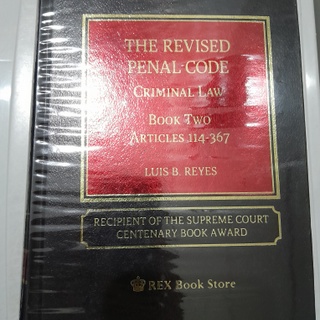 THE REVISED
PENAL CODE
CRIMINAL LAW
BOOK TWO
ARTICLES 114-367
LUIS B. REYES
RECIPIENT OF THE SUPREME COURT
CENTENARY BOOK AWARD
REX Book Store